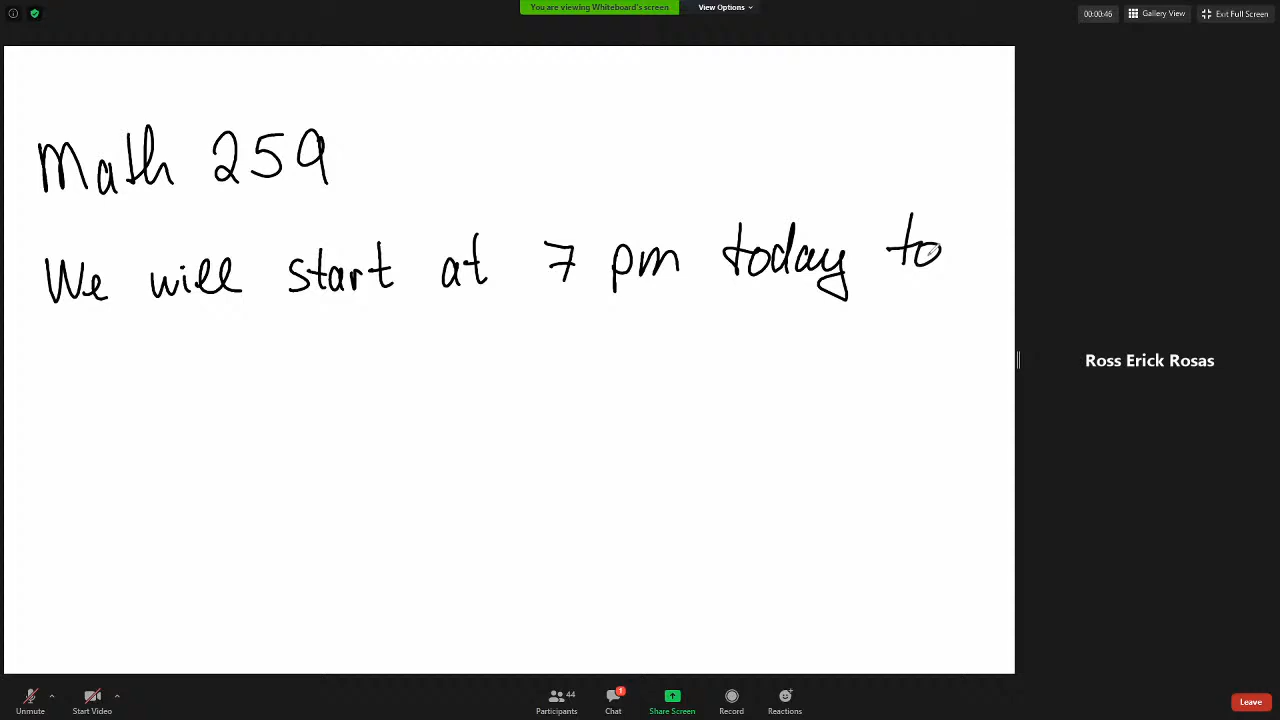 You are viewing Whiteboard's screen View Options
00:00:46 Gallery View Exit Full Screen
Math 259
We will start at 7 pm today to
Ross Erick Rosas
44 1
Unmute Start Video Participants Chat Share Screen Record Reactions Leave